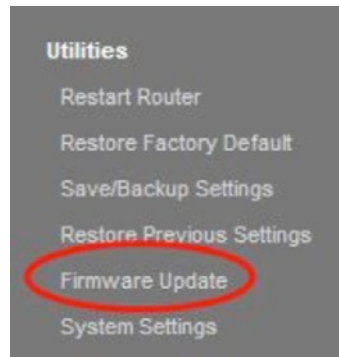 Utilities
Restart Router
Restore Factory Default
Save/Backup Settings
Restore Previous Settings
Firmware Update
System Settings